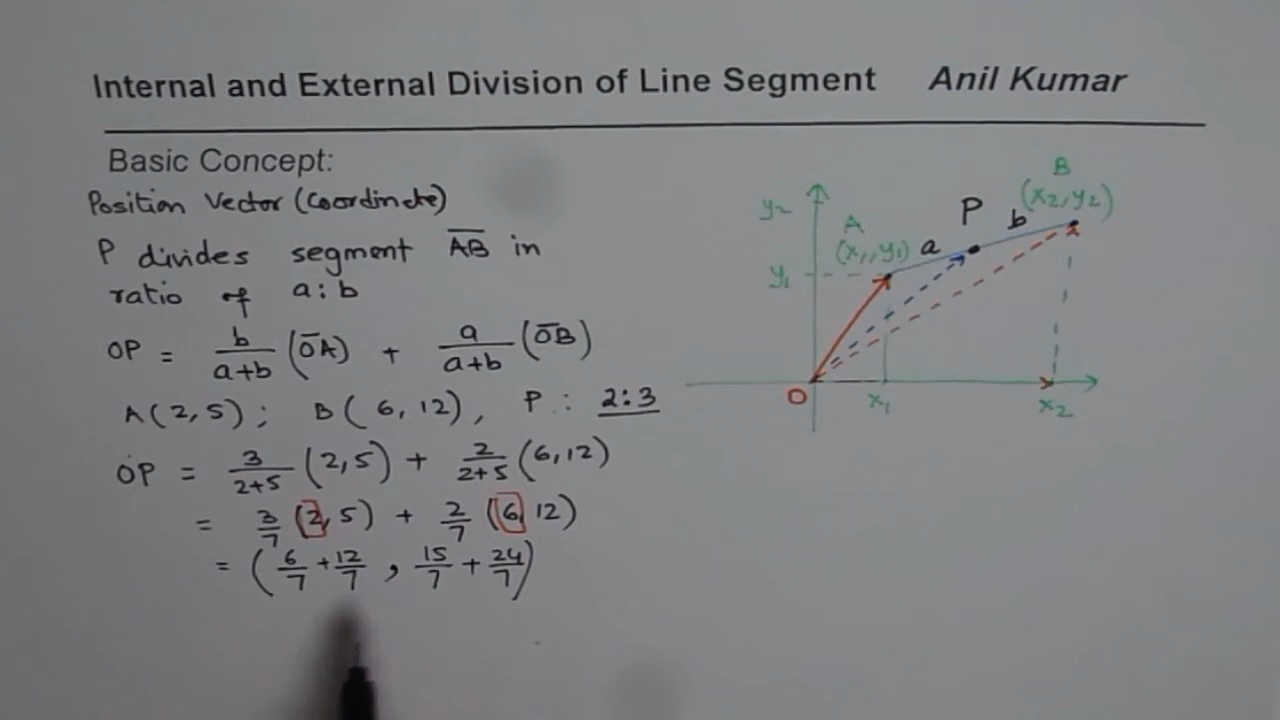 Internal and External Division of Line Segment Anil Kumar
Basic Concept:
Position Vector (Coordinate)
P divides segment A̅B̅ in
ratio of a:b
OP = b/(a+b) (O̅A) + a/(a+b) (O̅B)
A(2,5); B(6,12), P : 2:3
OP = 3/(2+5) (2,5) + 2/(2+5) (6,12)
= 3/7 (2,5) + 2/7 (6,12)
= (6/7 + 12/7 , 15/7 + 24/7)
B
(x₂,y₂)
y₂
A
(x₁,y₁)
a
P
b
y₁
O
x₁
x₂